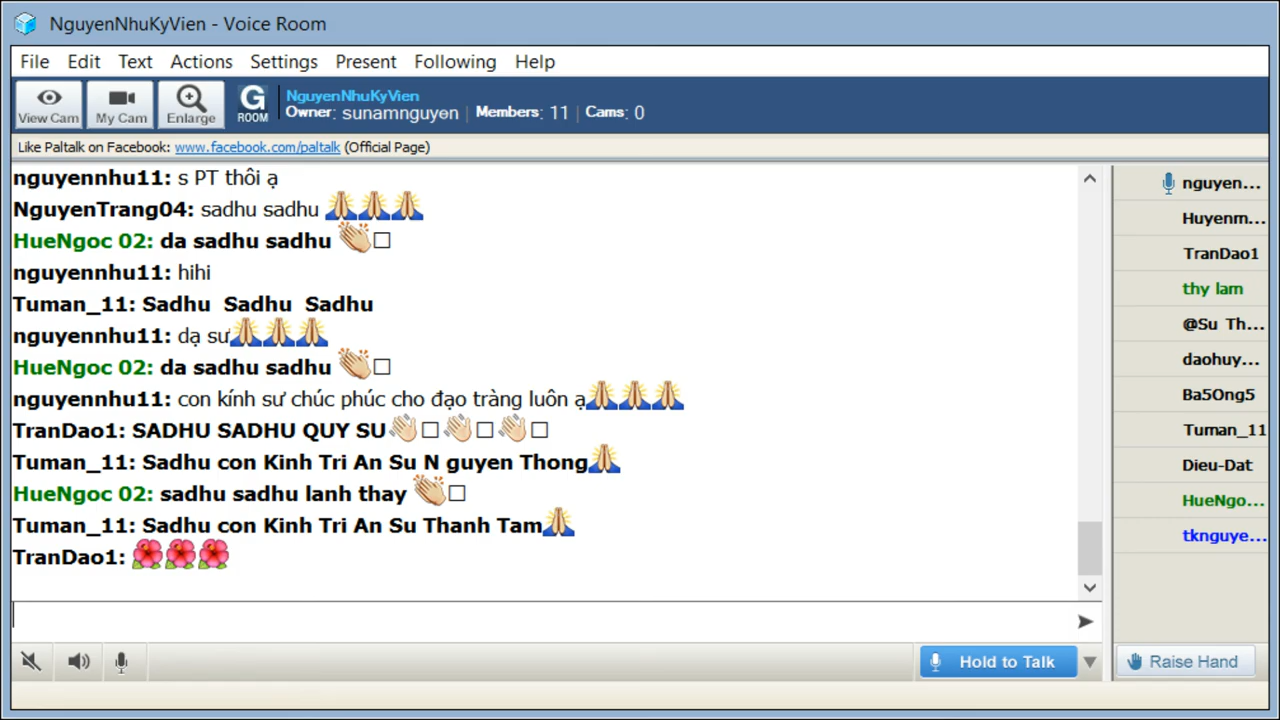 NguyenNhuKyVien - Voice Room
File Edit Text Actions Settings Present Following Help
View Cam My Cam Enlarge G ROOM
NguyenNhuKyVien
Owner: sunamnguyen | Members: 11 | Cams: 0
Like Paltalk on Facebook: www.facebook.com/paltalk (Official Page)
nguyennhu11: s PT thôi ạ
NguyenTrang04: sadhu sadhu 🙏🙏🙏
HueNgoc 02: da sadhu sadhu 👏□
nguyennhu11: hihi
Tuman_11: Sadhu Sadhu Sadhu
nguyennhu11: dạ sư🙏🙏🙏
HueNgoc 02: da sadhu sadhu 👏□
nguyennhu11: con kính sư chúc phúc cho đạo tràng luôn ạ🙏🙏🙏
TranDao1: SADHU SADHU QUY SU👏□👏□👏□
Tuman_11: Sadhu con Kinh Tri An Su N guyen Thong🙏
HueNgoc 02: sadhu sadhu lanh thay 👏□
Tuman_11: Sadhu con Kinh Tri An Su Thanh Tam🙏
TranDao1: 🌺🌺🌺
nguyen...
Huyenm...
TranDao1
thy lam
@Su Th...
daohuy...
Ba5Ong5
Tuman_11
Dieu-Dat
HueNgo...
tknguye...
Hold to Talk
Raise Hand